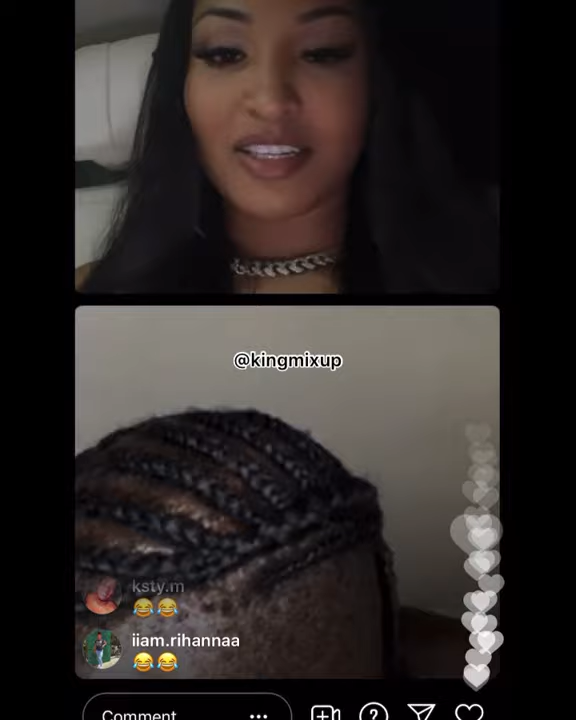 @kingmixup
ksty.m
😂😂
iiam.rihannaa
😂😂
Comment